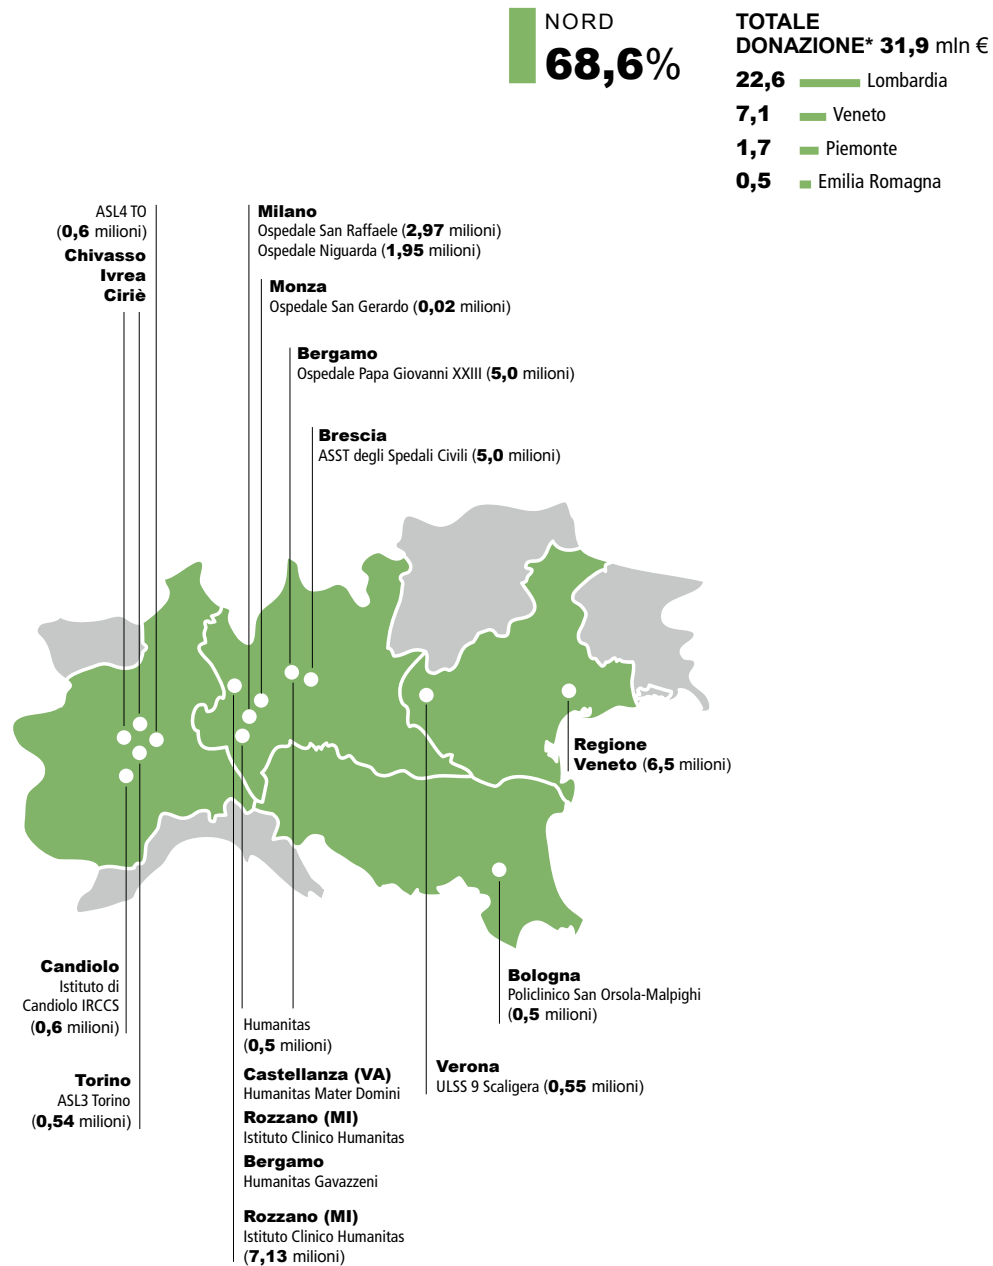 NORD
68,6%
TOTALE
DONAZIONE* 31,9 mln €
22,6 Lombardia
7,1 Veneto
1,7 Piemonte
0,5 Emilia Romagna
ASL4 TO
(0,6 milioni)
Chivasso
Ivrea
Ciriè
Milano
Ospedale San Raffaele (2,97 milioni)
Ospedale Niguarda (1,95 milioni)
Monza
Ospedale San Gerardo (0,02 milioni)
Bergamo
Ospedale Papa Giovanni XXIII (5,0 milioni)
Brescia
ASST degli Spedali Civili (5,0 milioni)
Regione
Veneto (6,5 milioni)
Candiolo
Istituto di
Candiolo IRCCS
(0,6 milioni)
Torino
ASL3 Torino
(0,54 milioni)
Humanitas
(0,5 milioni)
Castellanza (VA)
Humanitas Mater Domini
Rozzano (MI)
Istituto Clinico Humanitas
Bergamo
Humanitas Gavazzeni
Rozzano (MI)
Istituto Clinico Humanitas
(7,13 milioni)
Verona
ULSS 9 Scaligera (0,55 milioni)
Bologna
Policlinico San Orsola-Malpighi
(0,5 milioni)